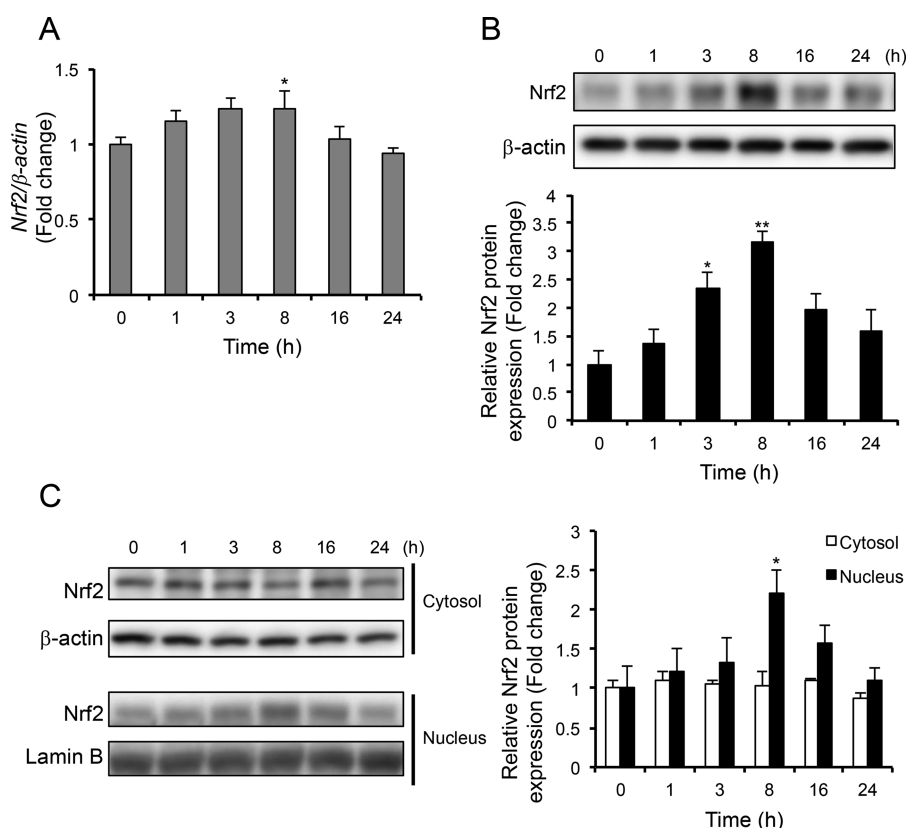 A
1.5
1
0.5
0
Nrf2/β-actin
(Fold change)
*
0 1 3 8 16 24
Time (h)
B
0 1 3 8 16 24 (h)
Nrf2
β-actin
Relative Nrf2 protein
expression (Fold change)
4
3.5
3
2.5
2
1.5
1
0.5
0
* **
0 1 3 8 16 24
Time (h)
C
0 1 3 8 16 24 (h)
Nrf2
β-actin
Cytosol
Nrf2
Lamin B
Nucleus
Relative Nrf2 protein
expression (Fold change)
3
2.5
2
1.5
1
0.5
0
Cytosol
Nucleus
*
0 1 3 8 16 24
Time (h)